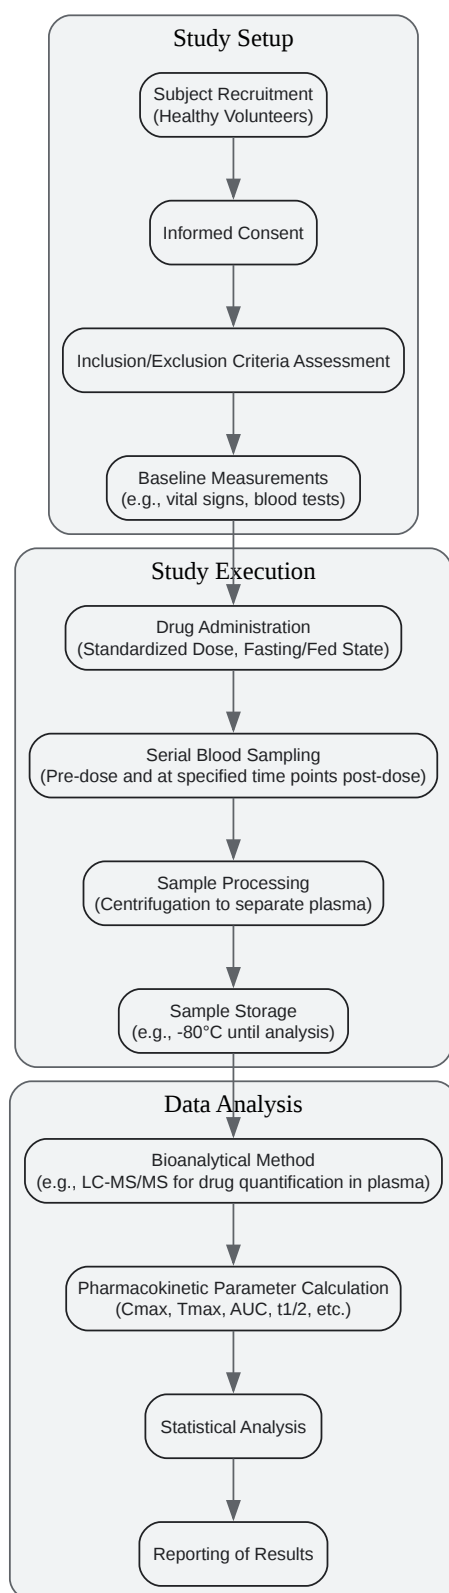 Study Setup
Subject Recruitment
(Healthy Volunteers)
Informed Consent
Inclusion/Exclusion Criteria Assessment
Baseline Measurements
(e.g., vital signs, blood tests)
Study Execution
Drug Administration
(Standardized Dose, Fasting/Fed State)
Serial Blood Sampling
(Pre-dose and at specified time points post-dose)
Sample Processing
(Centrifugation to separate plasma)
Sample Storage
(e.g., -80°C until analysis)
Data Analysis
Bioanalytical Method
(e.g., LC-MS/MS for drug quantification in plasma)
Pharmacokinetic Parameter Calculation
(Cmax, Tmax, AUC, t1/2, etc.)
Statistical Analysis
Reporting of Results